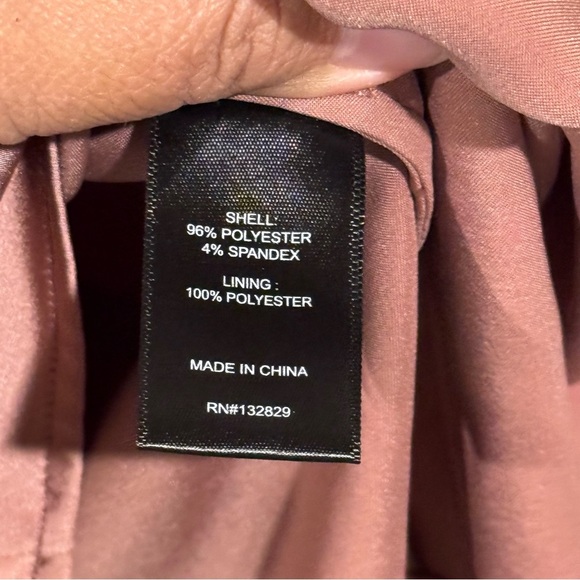 SHELL:
96% POLYESTER
4% SPANDEX
LINING :
100% POLYESTER
MADE IN CHINA
RN#132829